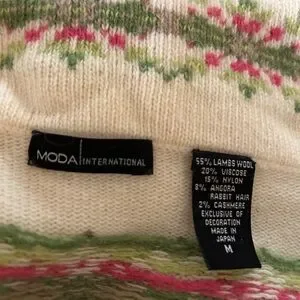 MODA INTERNATIONAL
55% LAMBS WOOL
20% VISCOSE
15% NYLON
8% ANGORA
RABBIT HAIR
2% CASHMERE
EXCLUSIVE OF
DECORATION
MADE IN
JAPAN
M